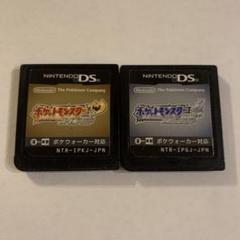 NINTENDO DS
The Pokémon Company
ポケットモンスター
ポケウォーカー対応
NTR-IPKJ-JPN
NINTENDO DS
The Pokémon Company
ポケットモンスター
ポケウォーカー対応
NTR-IPGJ-JPN